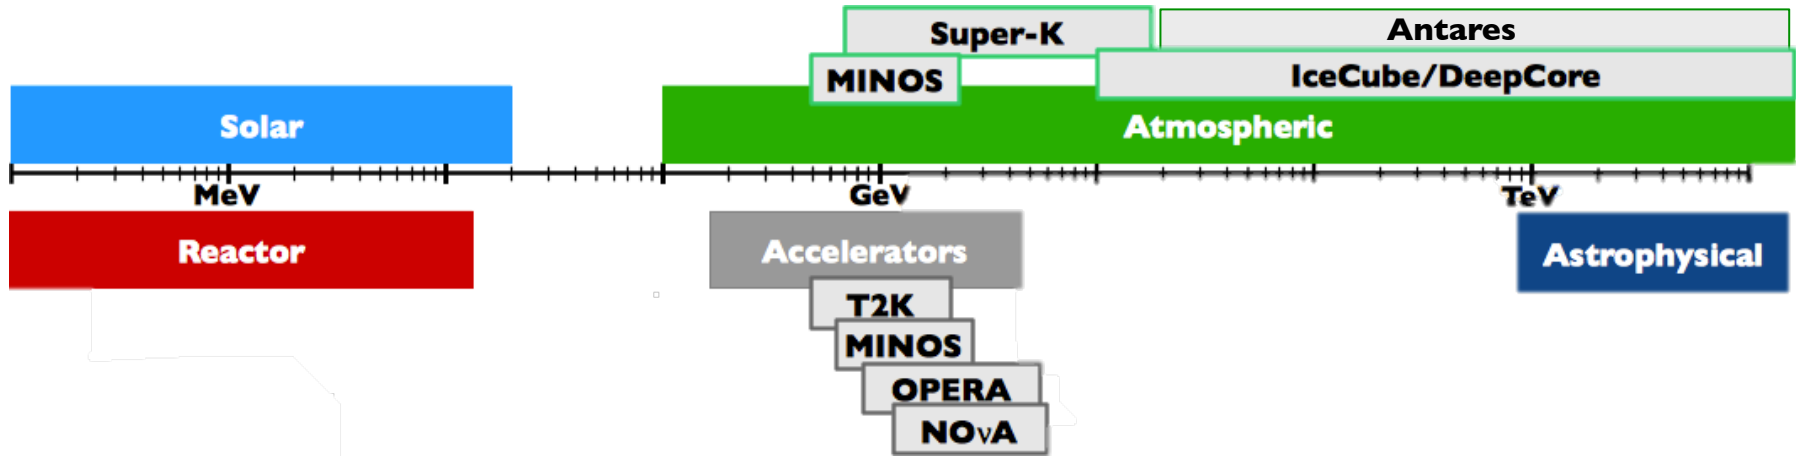 Super-K
Antares
MINOS
IceCube/DeepCore
Solar
Atmospheric
MeV
GeV
TeV
Reactor
Accelerators
Astrophysical
T2K
MINOS
OPERA
NOνA